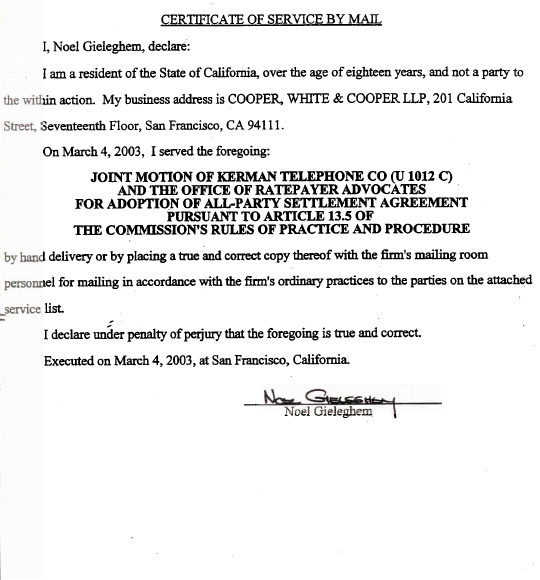 CERTIFICATE OF SERVICE BY MAIL
I, Noel Gieleghem, declare:
I am a resident of the State of California, over the age of eighteen years, and not a party to
the within action. My business address is COOPER, WHITE & COOPER LLP, 201 California
Street, Seventeenth Floor, San Francisco, CA 94111.
On March 4, 2003, I served the foregoing:
JOINT MOTION OF KERMAN TELEPHONE CO (U 1012 C)
AND THE OFFICE OF RATEPAYER ADVOCATES
FOR ADOPTION OF ALL-PARTY SETTLEMENT AGREEMENT
PURSUANT TO ARTICLE 13.5 OF
THE COMMISSION'S RULES OF PRACTICE AND PROCEDURE
by hand delivery or by placing a true and correct copy thereof with the firm's mailing room
personnel for mailing in accordance with the firm's ordinary practices to the parties on the attached
service list.
I declare under penalty of perjury that the foregoing is true and correct.
Executed on March 4, 2003, at San Francisco, California.
NOEL GIELEGHEM
Noel Gieleghem